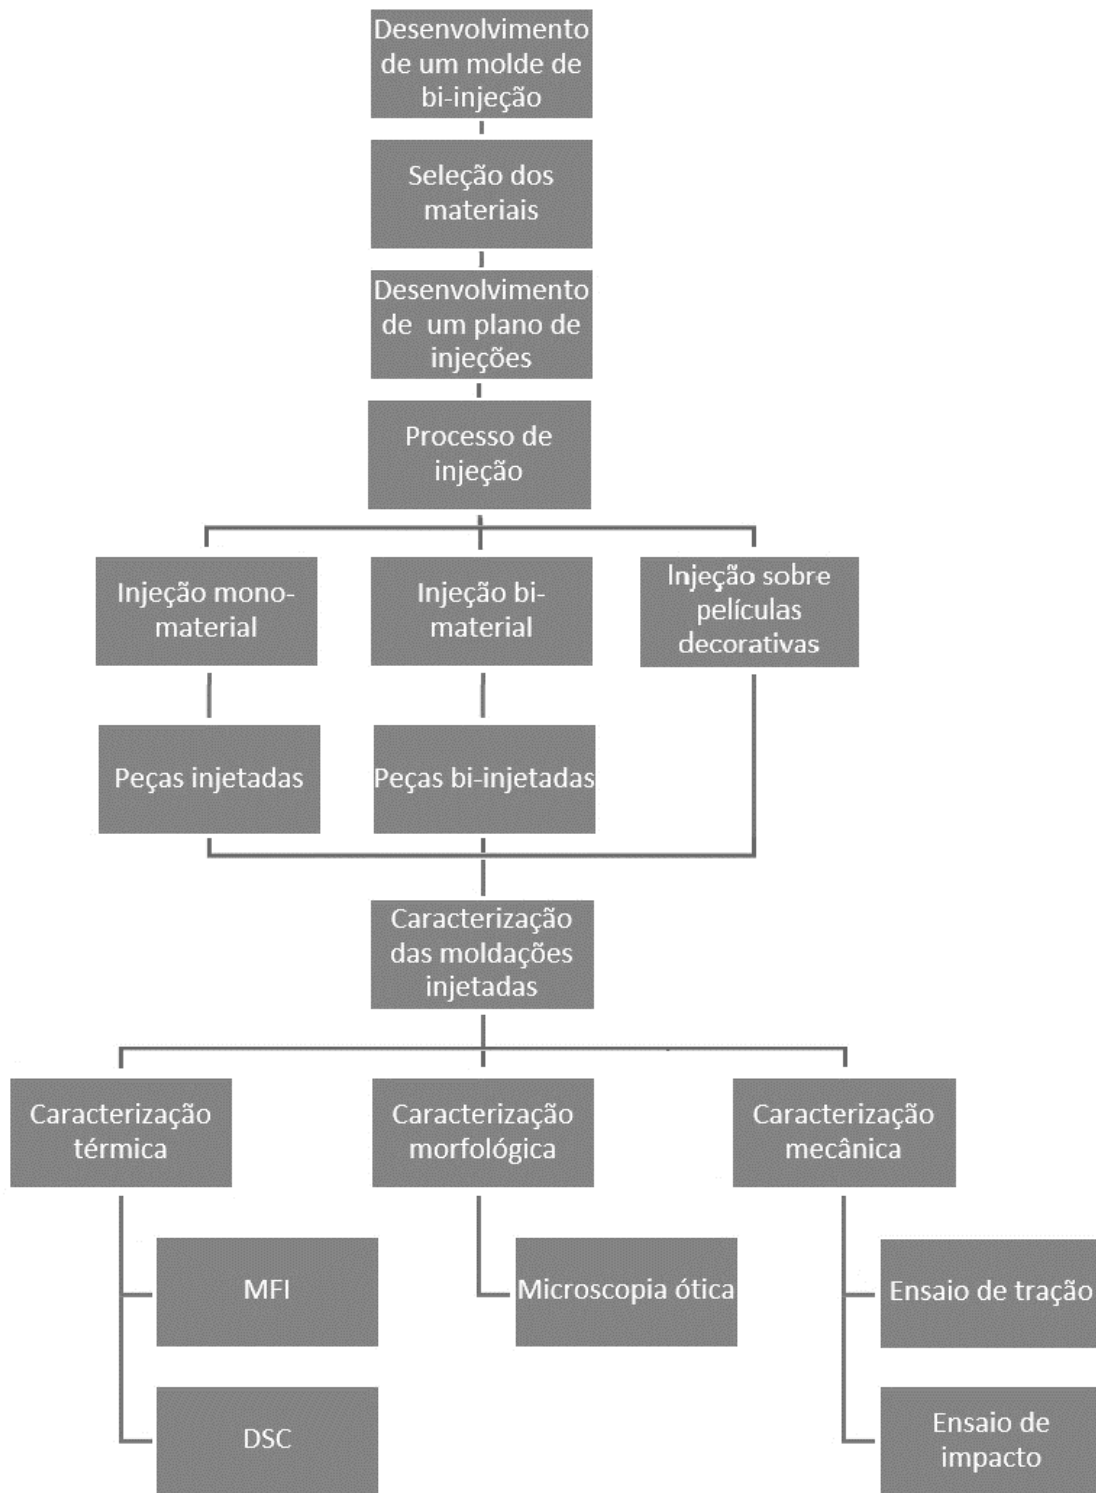 Desenvolvimento
de um molde de
bi-injeção
Seleção dos
materiais
Desenvolvimento
de um plano de
injeções
Processo de
injeção
Injeção mono-
material
Injeção bi-
material
Injeção sobre
películas
decorativas
Peças injetadas
Peças bi-injetadas
Caracterização
das moldações
injetadas
Caracterização
térmica
Caracterização
morfológica
Caracterização
mecânica
MFI
Microscopia ótica
Ensaio de tração
DSC
Ensaio de
impacto